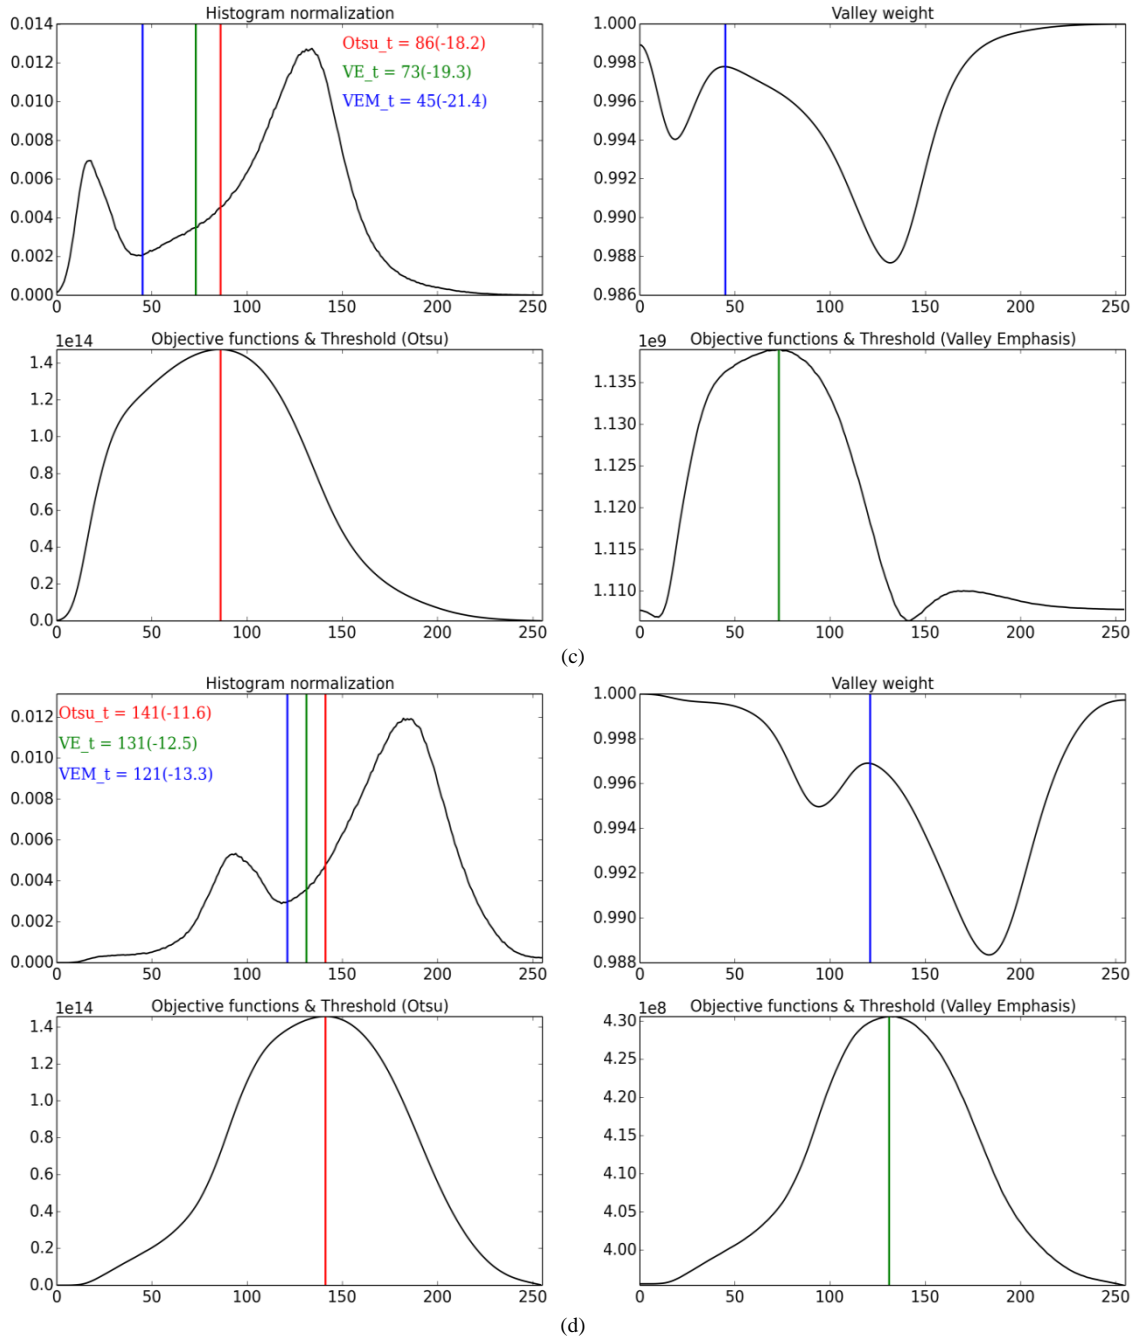 Histogram normalization
0.014
0.012
0.010
0.008
0.006
0.004
0.002
0.000
0 50 100 150 200 250
Otsu_t = 86(-18.2)
VE_t = 73(-19.3)
VEM_t = 45(-21.4)
Valley weight
1.000
0.998
0.996
0.994
0.992
0.990
0.988
0.986
0 50 100 150 200 250
Objective functions & Threshold (Otsu)
1e14
1.4
1.2
1.0
0.8
0.6
0.4
0.2
0.0
0 50 100 150 200 250
Objective functions & Threshold (Valley Emphasis)
1e9
1.135
1.130
1.125
1.120
1.115
1.110
0 50 100 150 200 250
(c)
Histogram normalization
0.012
0.010
0.008
0.006
0.004
0.002
0.000
0 50 100 150 200 250
Otsu_t = 141(-11.6)
VE_t = 131(-12.5)
VEM_t = 121(-13.3)
Valley weight
1.000
0.998
0.996
0.994
0.992
0.990
0.988
0 50 100 150 200 250
Objective functions & Threshold (Otsu)
1e14
1.4
1.2
1.0
0.8
0.6
0.4
0.2
0.0
0 50 100 150 200 250
Objective functions & Threshold (Valley Emphasis)
1e8
4.30
4.25
4.20
4.15
4.10
4.05
4.00
0 50 100 150 200 250
(d)